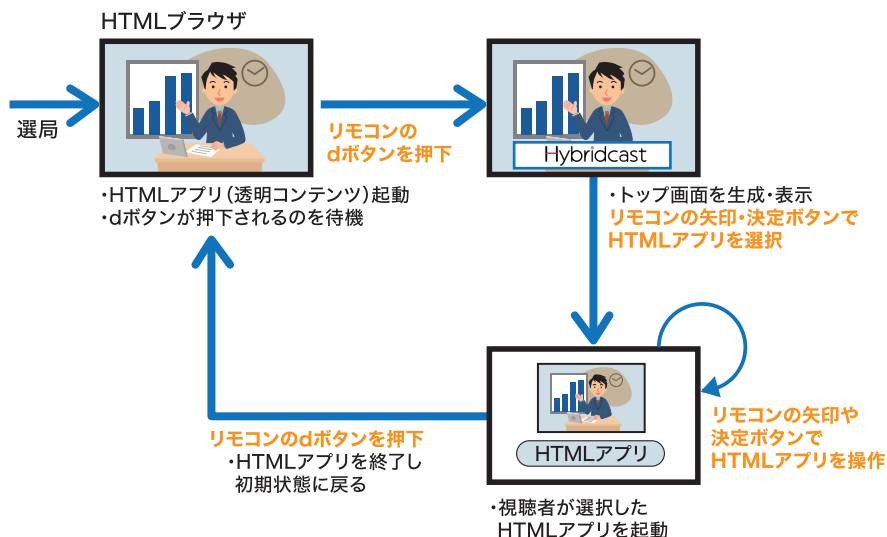 HTMLブラウザ
選局
リモコンの
dボタンを押下
Hybridcast
・HTMLアプリ(透明コンテンツ)起動
・dボタンが押下されるのを待機
・トップ画面を生成・表示
リモコンの矢印・決定ボタンで
HTMLアプリを選択
リモコンの矢印や
決定ボタンで
HTMLアプリを操作
HTMLアプリ
リモコンのdボタンを押下
・HTMLアプリを終了し
初期状態に戻る
・視聴者が選択した
HTMLアプリを起動